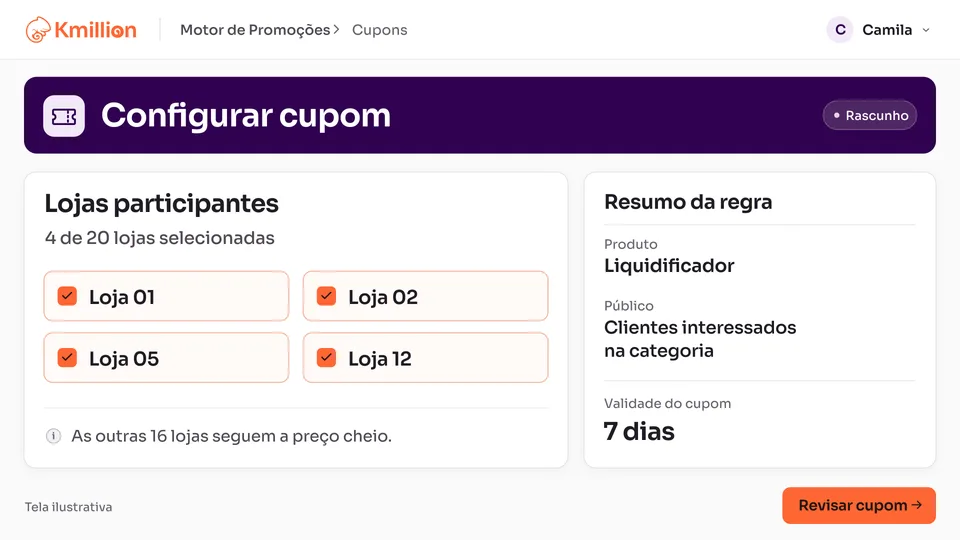 Kmillion
Motor de Promoções > Cupons
C Camila
Configurar cupom
Rascunho
Lojas participantes
4 de 20 lojas selecionadas
Loja 01
Loja 02
Loja 05
Loja 12
As outras 16 lojas seguem a preço cheio.
Resumo da regra
Produto
Liquidificador
Público
Clientes interessados
na categoria
Validade do cupom
7 dias
Tela ilustrativa
Revisar cupom →